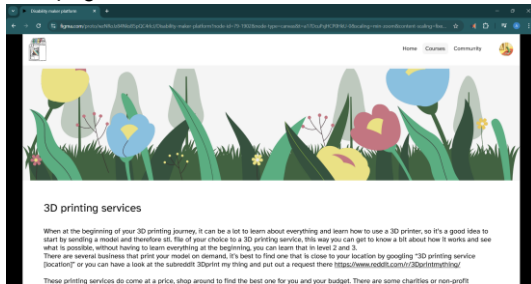 Disability maker platform
Home Courses Community
3D printing services
When at the beginning of your 3D printing journey, it can be a lot to learn about everything and learn how to use a 3D printer, so it's a good idea to
start by sending a model and therefore stl. file of your choice to a 3D printing service, this way you can get to know a bit about how it works and see
what is possible, without having to learn everything at the beginning, you can learn that in level 2 and 3.
There are several business that print your model on demand, it's best to find one that is close to your location by googling "3D printing service
[location]" or you can have a look at the subreddit 3Dprint my thing and put out a request there https://www.reddit.com/r/3Dprintmything/
These printing services do come at a price, shop around to find the best one for you and your budget. There are some charities or non-profit